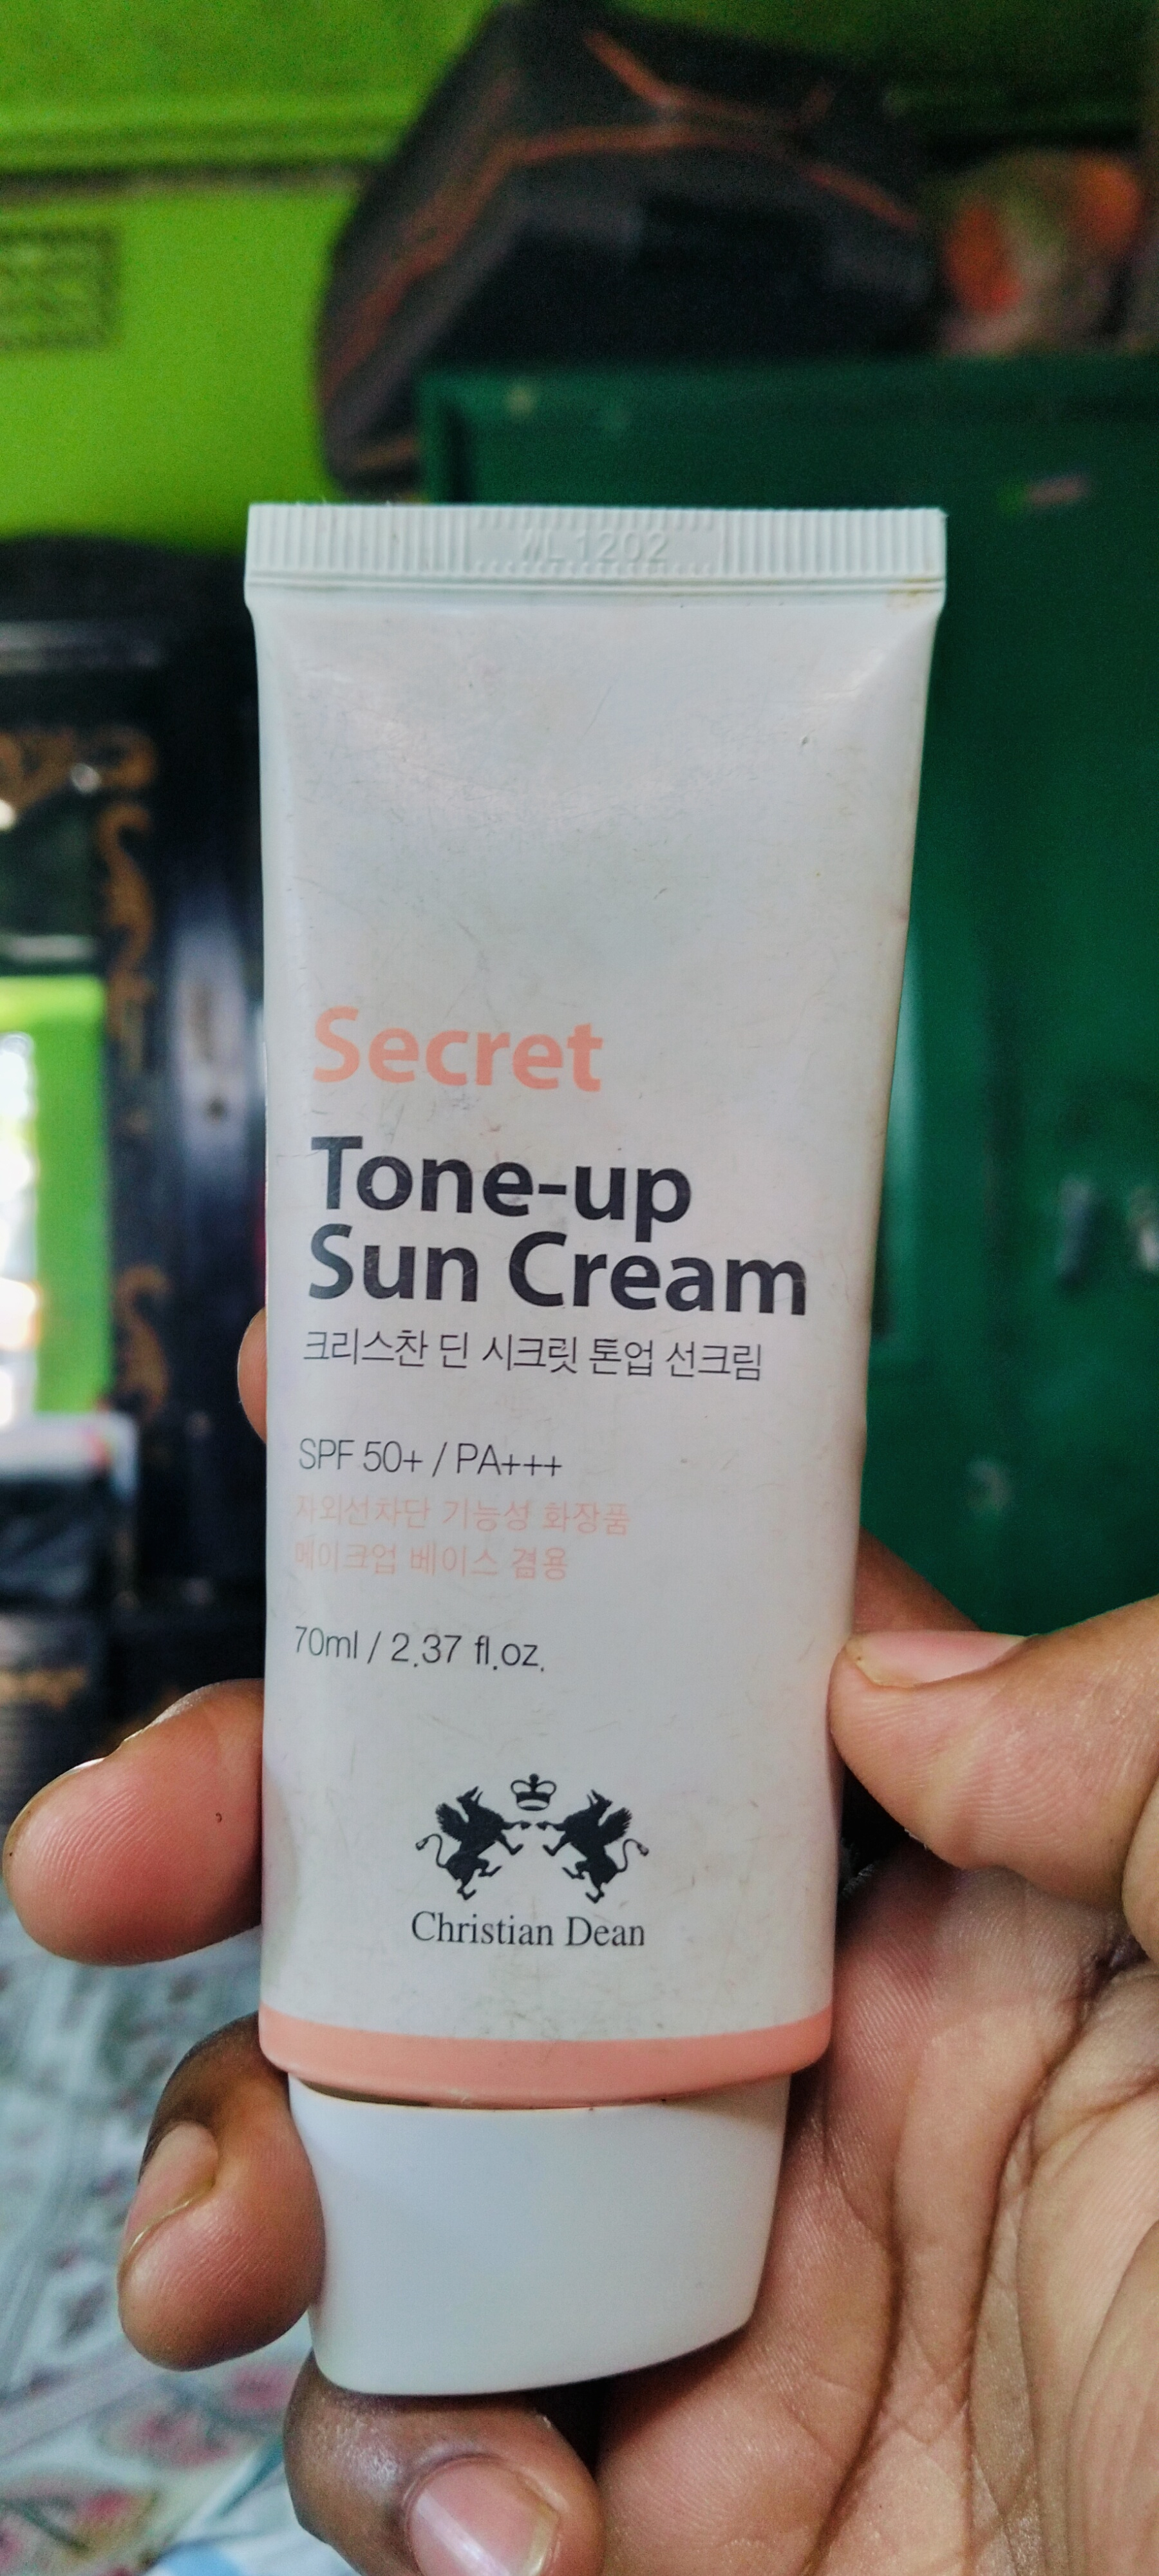 WL1202
Secret
Tone-up
Sun Cream
크리스찬 딘 시크릿 톤업 선크림
SPF 50+ / PA+++
자외선차단 기능성 화장품
메이크업 베이스 겸용
70ml / 2.37 fl.oz.
Christian Dean